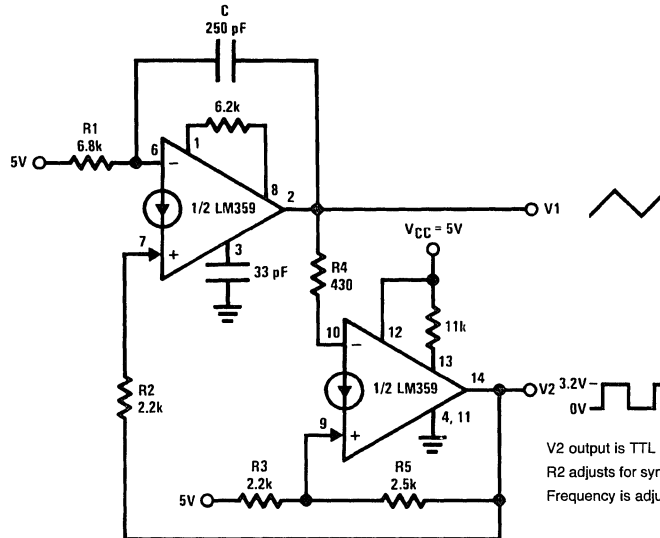 C
250 pF
6.2k
R1
6.8k
5V
6
−
1
8
2
1/2 LM359
7
+
3
33 pF
V1
VCC = 5V
R4
430
12
11k
10
−
13
1/2 LM359
14
V2
3.2V
0V
4, 11
9
+
R2
2.2k
R3
2.2k
R5
2.5k
5V
V2 output is TTL
R2 adjusts for syn
Frequency is adju